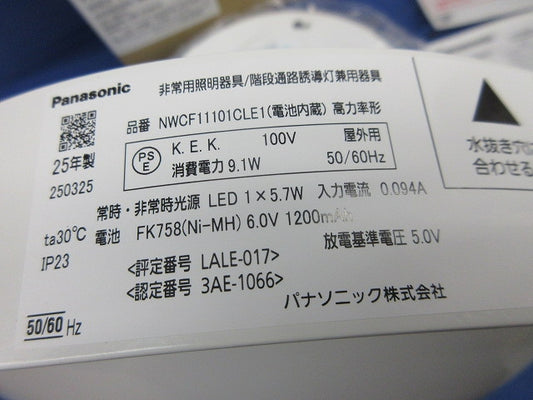 Panasonic
非常用照明器具/階段通路誘導灯兼用器具
品番 NWCF11101CLE1(電池内蔵) 高力率形
25年製
250325
PS
E
K.E.K. 100V 屋外用
消費電力 9.1W 50/60Hz
常時・非常時光源 LED 1×5.7W 入力電流 0.094A
ta30℃ 電池 FK758(Ni-MH) 6.0V 1200mAh
放電基準電圧 5.0V
IP23
<評定番号 LALE-017>
<認定番号 3AE-1066>
パナソニック株式会社
50/60 Hz
水抜き穴
合わせる